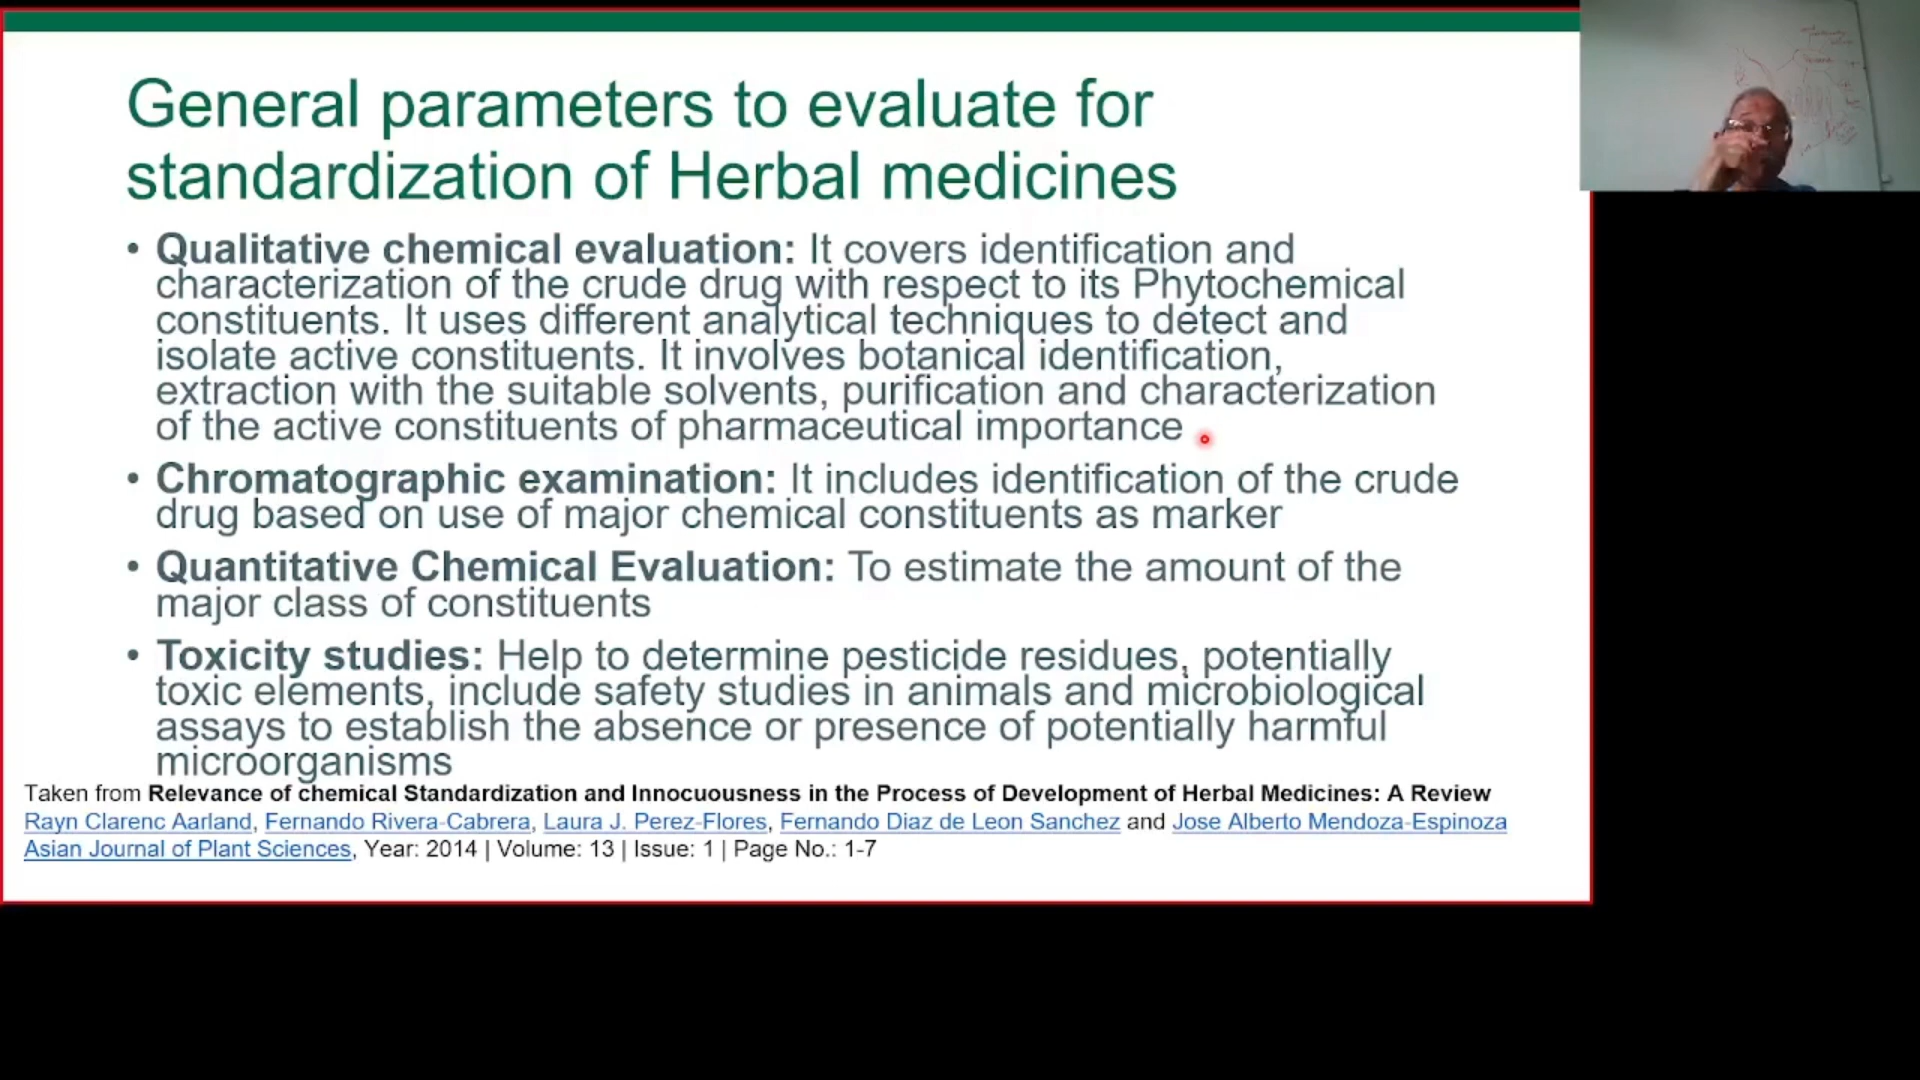 General parameters to evaluate for
standardization of Herbal medicines
• Qualitative chemical evaluation: It covers identification and
characterization of the crude drug with respect to its Phytochemical
constituents. It uses different analytical techniques to detect and
isolate active constituents. It involves botanical identification,
extraction with the suitable solvents, purification and characterization
of the active constituents of pharmaceutical importance
• Chromatographic examination: It includes identification of the crude
drug based on use of major chemical constituents as marker
• Quantitative Chemical Evaluation: To estimate the amount of the
major class of constituents
• Toxicity studies: Help to determine pesticide residues, potentially
toxic elements, include safety studies in animals and microbiological
assays to establish the absence or presence of potentially harmful
microorganisms
Taken from Relevance of chemical Standardization and Innocuousness in the Process of Development of Herbal Medicines: A Review
Rayn Clarenc Aarland, Fernando Rivera-Cabrera, Laura J. Perez-Flores, Fernando Diaz de Leon Sanchez and Jose Alberto Mendoza-Espinoza
Asian Journal of Plant Sciences, Year: 2014 | Volume: 13 | Issue: 1 | Page No.: 1-7